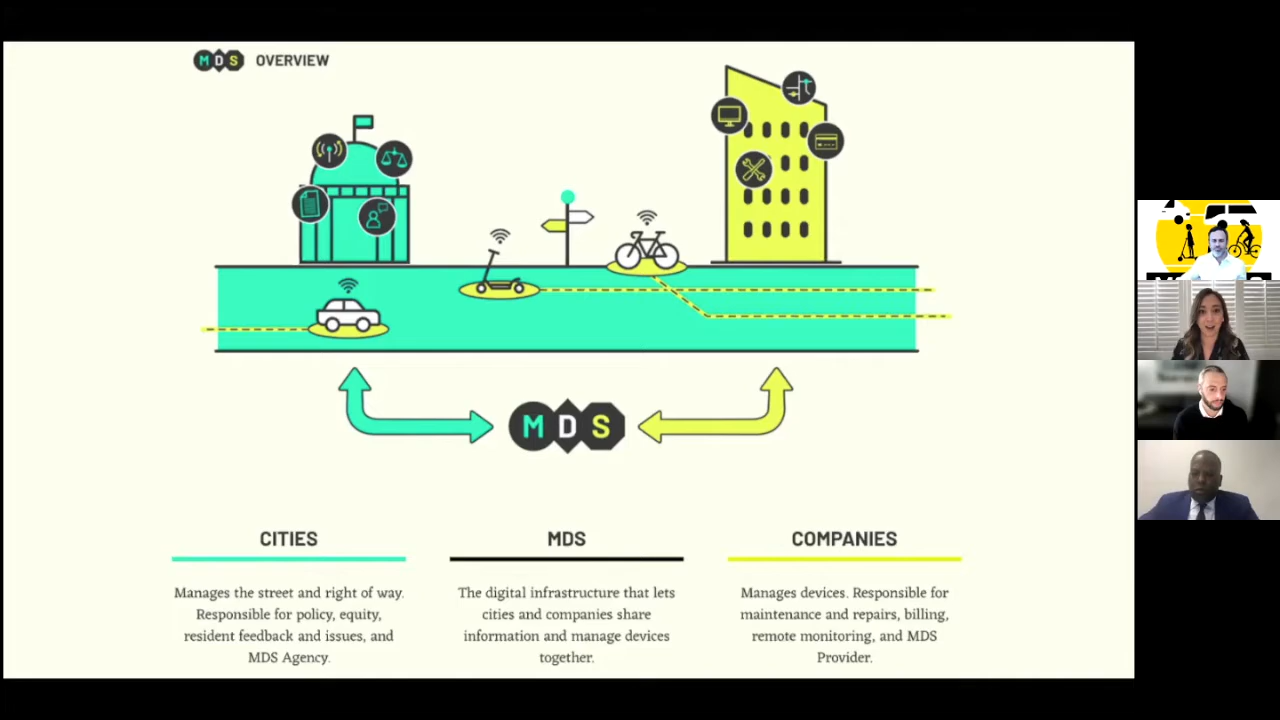 MDS OVERVIEW
MDS
CITIES
Manages the street and right of way.
Responsible for policy, equity,
resident feedback and issues, and
MDS Agency.
MDS
The digital infrastructure that lets
cities and companies share
information and manage devices
together.
COMPANIES
Manages devices. Responsible for
maintenance and repairs, billing,
remote monitoring, and MDS
Provider.